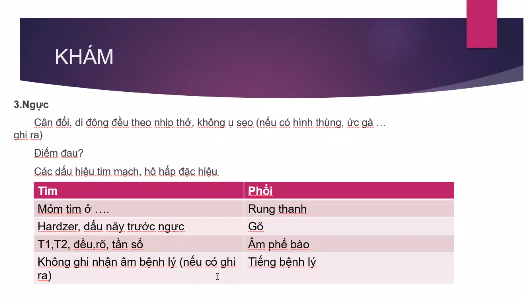 KHÁM
3.Ngực
Cân đối, di động đều theo nhịp thở, không u sẹo (nếu có hình thùng, ức gà …
ghi ra)
Điểm đau?
Các dấu hiệu tim mạch, hô hấp đặc hiệu
Tim Phổi
Mỏm tim ở …. Rung thanh
Hardzer, dấu nảy trước ngực Gõ
T1,T2, đều,rõ, tần số Âm phế bào
Không ghi nhận âm bệnh lý (nếu có ghi Tiếng bệnh lý
ra)